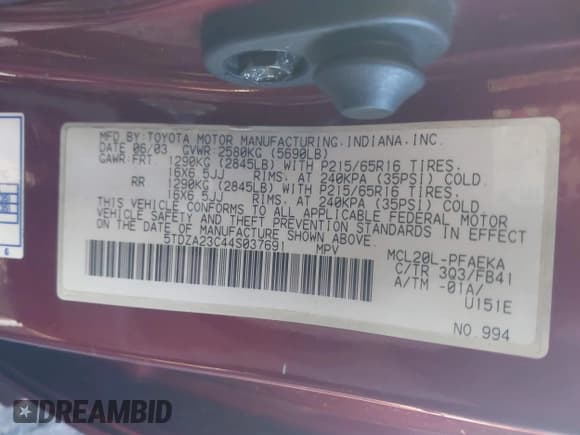 MFD.BY:TOYOTA MOTOR MANUFACTURING.INDIANA.INC.
DATE 06/03 GVWR 2580KG (5690LB)
GAWR:FRT. 1290KG (2845LB) WITH P215/65R16 TIRES.
16X6.5JJ RIMS. AT 240KPA (35PSI) COLD.
RR 1290KG (2845LB) WITH P215/65R16 TIRES.
16X6.5JJ RIMS. AT 240KPA (35PSI) COLD.
THIS VEHICLE CONFORMS TO ALL APPLICABLE FEDERAL MOTOR
VEHICLE SAFETY AND THEFT PREVENTION STANDARDS IN EFFECT
ON THE DATE OF MANUFACTURE SHOWN ABOVE.
5TDZA23C44S037691 MPV
MCL20L-PFAEKA
C/TR 3Q3/FB41
A/TM -01A/
U151E
NO.994
6
DREAMBID